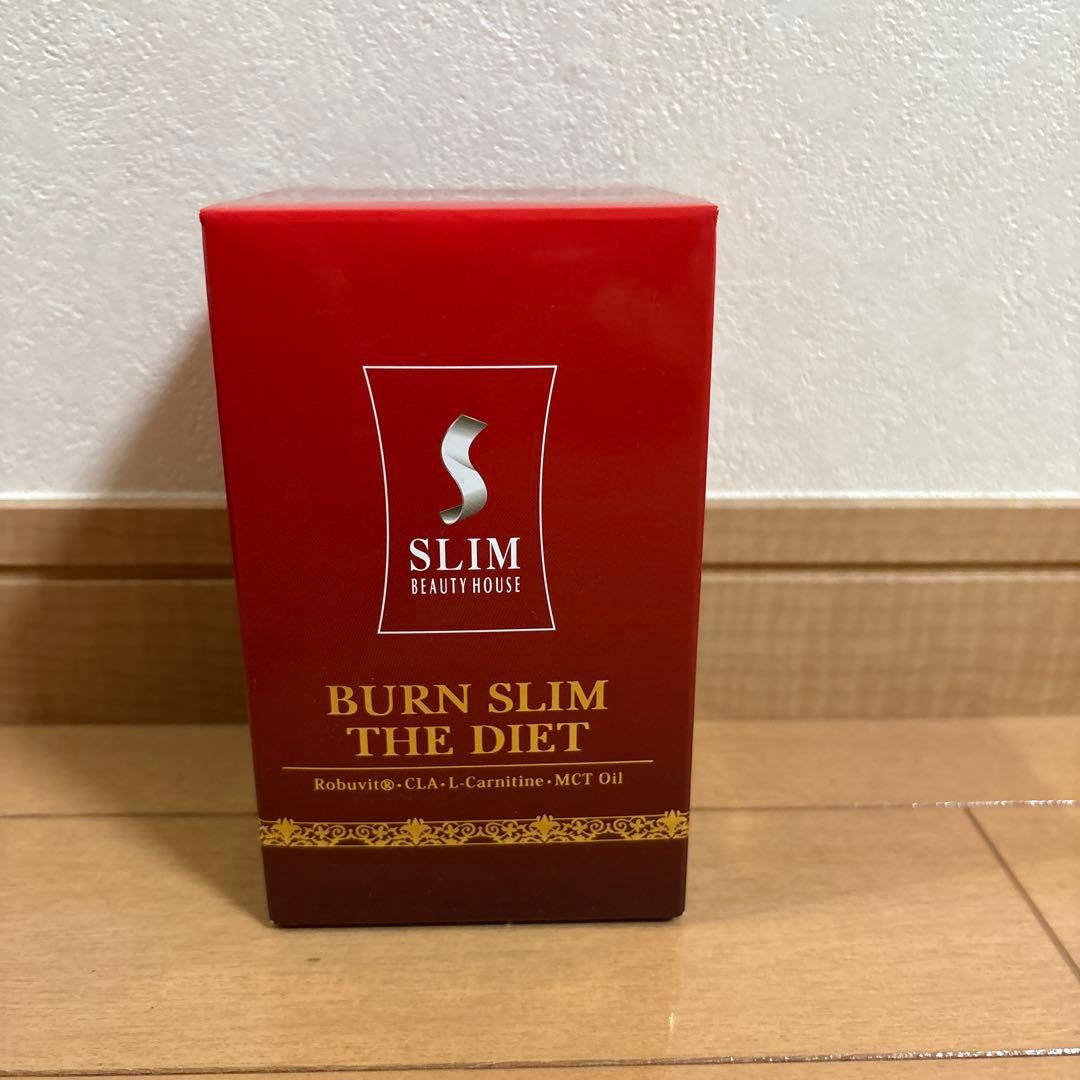 SLIM
BEAUTY HOUSE
BURN SLIM
THE DIET
Robuvit®・CLA・L-Carnitine・MCT Oil